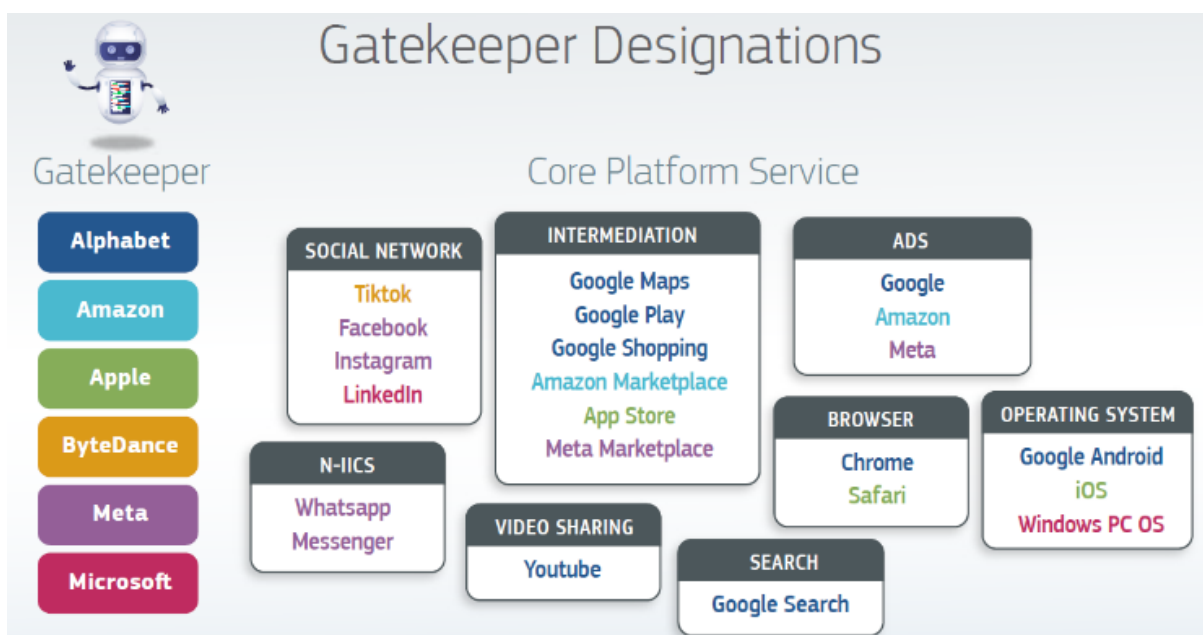 Gatekeeper Designations
Gatekeeper
Alphabet
Amazon
Apple
ByteDance
Meta
Microsoft
Core Platform Service
SOCIAL NETWORK
Tiktok
Facebook
Instagram
LinkedIn
INTERMEDIATION
Google Maps
Google Play
Google Shopping
Amazon Marketplace
App Store
Meta Marketplace
ADS
Google
Amazon
Meta
N-IICS
Whatsapp
Messenger
VIDEO SHARING
Youtube
BROWSER
Chrome
Safari
OPERATING SYSTEM
Google Android
iOS
Windows PC OS
SEARCH
Google Search